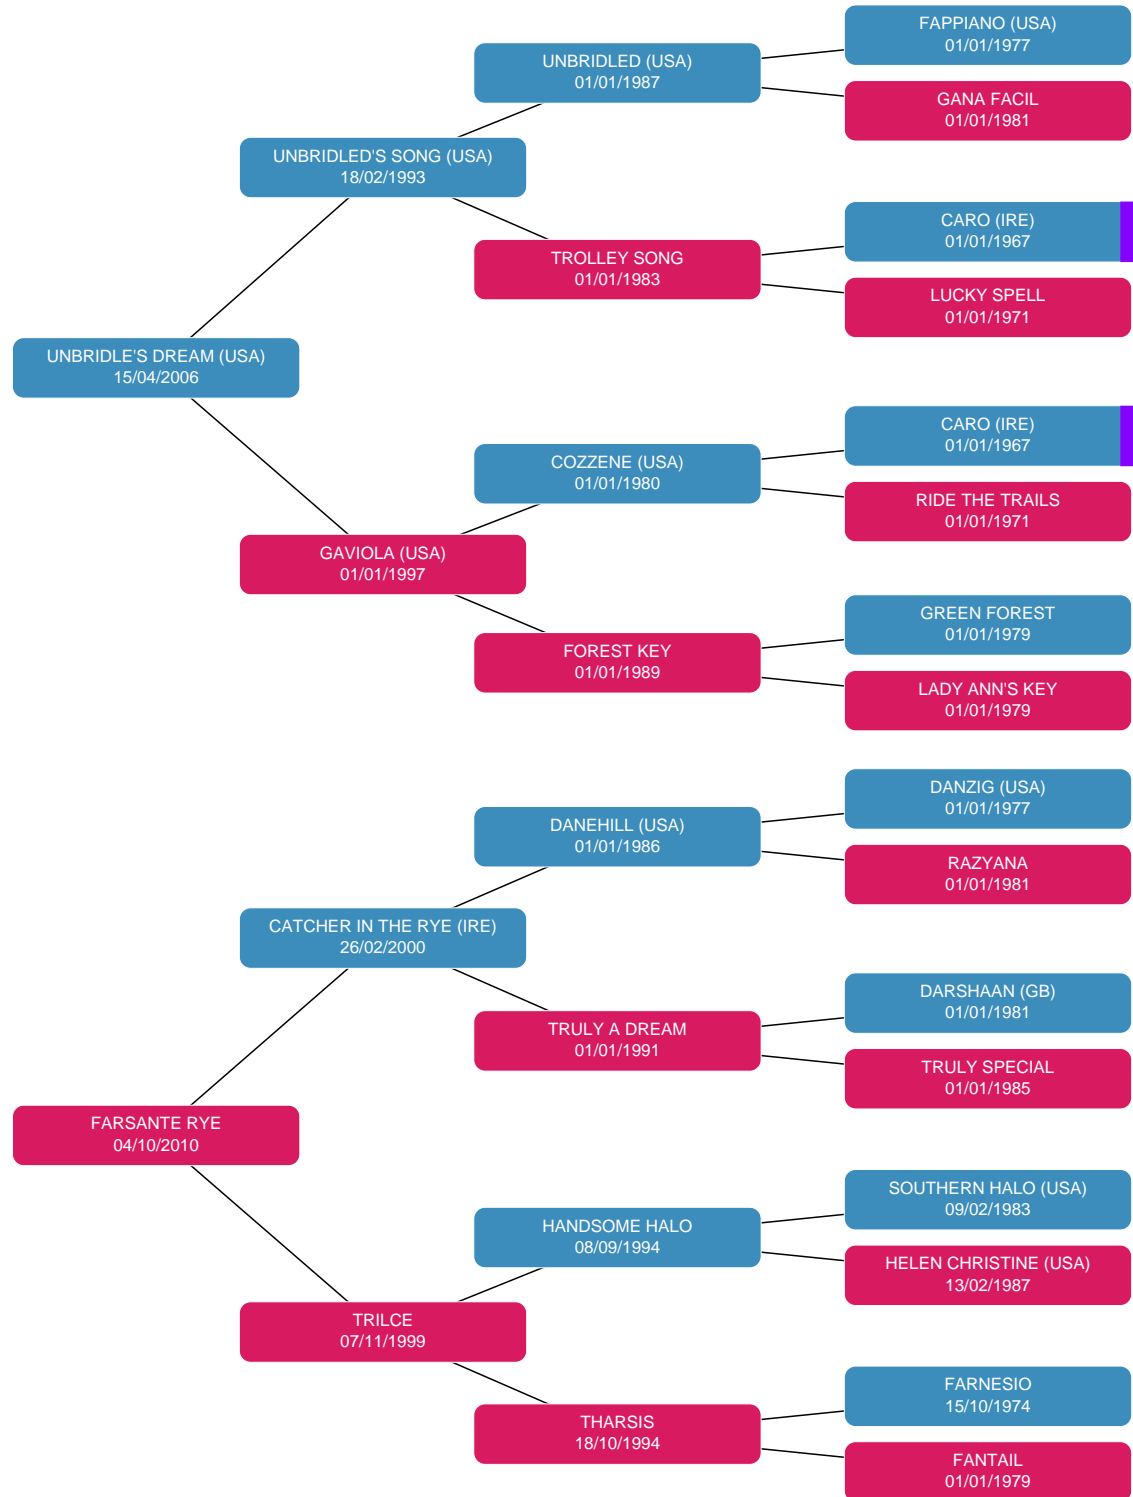 FAPPIANO (USA)
01/01/1977
UNBRIDLED (USA)
01/01/1987
GANA FACIL
01/01/1981
UNBRIDLED'S SONG (USA)
18/02/1993
CARO (IRE)
01/01/1967
TROLLEY SONG
01/01/1983
LUCKY SPELL
01/01/1971
UNBRIDLE'S DREAM (USA)
15/04/2006
CARO (IRE)
01/01/1967
COZZENE (USA)
01/01/1980
RIDE THE TRAILS
01/01/1971
GAVIOLA (USA)
01/01/1997
GREEN FOREST
01/01/1979
FOREST KEY
01/01/1989
LADY ANN'S KEY
01/01/1979
DANZIG (USA)
01/01/1977
DANEHILL (USA)
01/01/1986
RAZYANA
01/01/1981
CATCHER IN THE RYE (IRE)
26/02/2000
DARSHAAN (GB)
01/01/1981
TRULY A DREAM
01/01/1991
TRULY SPECIAL
01/01/1985
FARSANTE RYE
04/10/2010
SOUTHERN HALO (USA)
09/02/1983
HANDSOME HALO
08/09/1994
HELEN CHRISTINE (USA)
13/02/1987
TRILCE
07/11/1999
FARNESIO
15/10/1974
THARSIS
18/10/1994
FANTAIL
01/01/1979